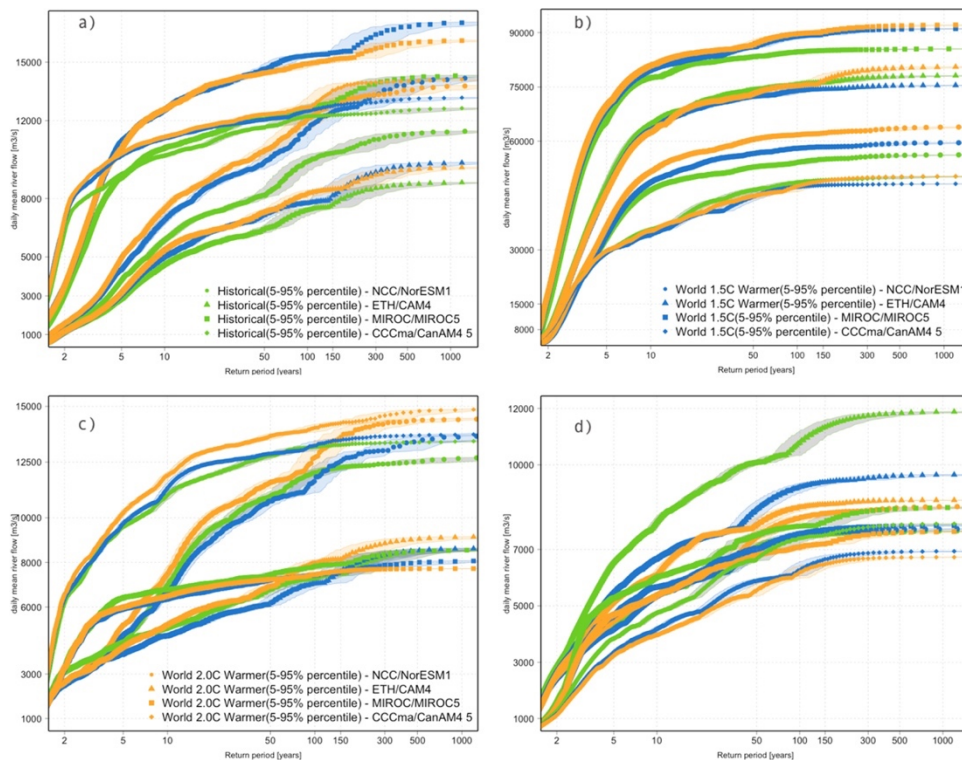 a)
daily mean river flow [m3/s]
15000
12000
8000
5000
3000
1000
Historical(5-95% percentile) - NCC/NorESM1
Historical(5-95% percentile) - ETH/CAM4
Historical(5-95% percentile) - MIROC/MIROC5
Historical(5-95% percentile) - CCCma/CanAM4 5
2 5 10 50 100 150 300 500 1000
Return period [years]
b)
daily mean river flow [m3/s]
90000
75000
60000
30000
15000
8000
World 1.5C Warmer(5-95% percentile) - NCC/NorESM1
World 1.5C Warmer(5-95% percentile) - ETH/CAM4
World 1.5C(5-95% percentile) - MIROC/MIROC5
World 1.5C(5-95% percentile) - CCCma/CanAM4 5
2 5 10 50 100 150 300 500 1000
Return period [years]
c)
daily mean river flow [m3/s]
15000
12500
10000
8000
6000
3000
1000
World 2.0C Warmer(5-95% percentile) - NCC/NorESM1
World 2.0C Warmer(5-95% percentile) - ETH/CAM4
World 2.0C Warmer(5-95% percentile) - MIROC/MIROC5
World 2.0C Warmer(5-95% percentile) - CCCma/CanAM4 5
2 5 10 50 100 150 300 500 1000
Return period [years]
d)
daily mean river flow [m3/s]
12000
10000
7000
5000
3000
1000
2 5 10 50 100 150 300 500 1000
Return period [years]